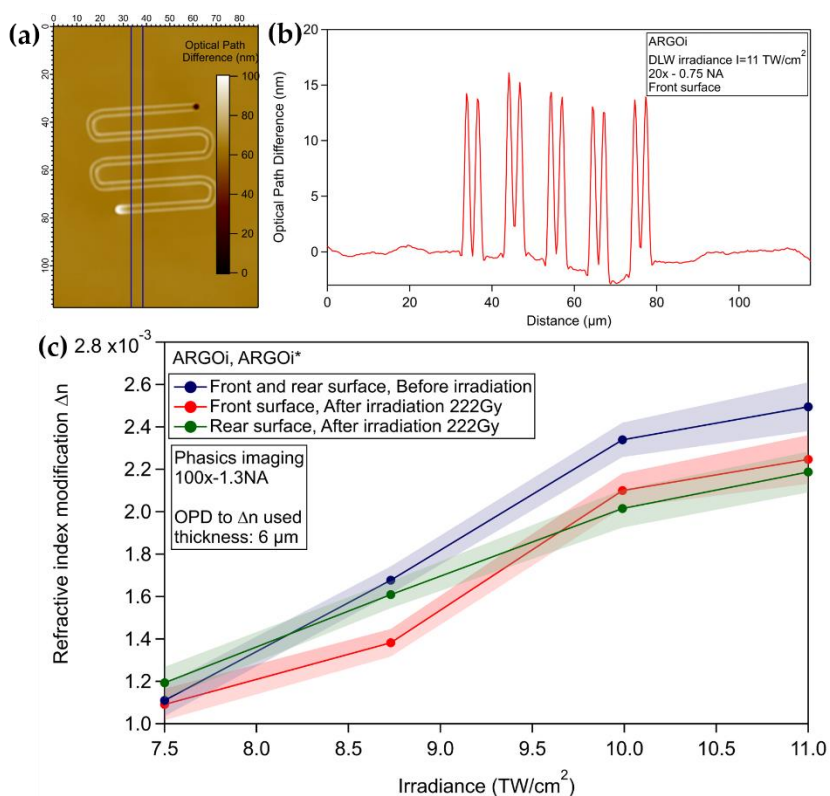 (a)
0 20 40 60 80
0
20
40
60
80
100
Optical Path
Difference (nm)
100
80
60
40
20
0
(b)
Optical Path Difference (nm)
20
15
10
5
0
0 20 40 60 80 100
Distance (µm)
ARGOi
DLW irradiance I=11 TW/cm²
20x - 0.75 NA
Front surface
(c)
2.8 x10⁻³
2.6
2.4
2.2
2.0
1.8
1.6
1.4
1.2
1.0
Refractive index modification Δn
ARGOi, ARGOi*
Front and rear surface, Before irradiation
Front surface, After irradiation 222Gy
Rear surface, After irradiation 222Gy
Phasics imaging
100x-1.3NA
OPD to Δn used
thickness: 6 µm
7.5 8.0 8.5 9.0 9.5 10.0 10.5 11.0
Irradiance (TW/cm²)